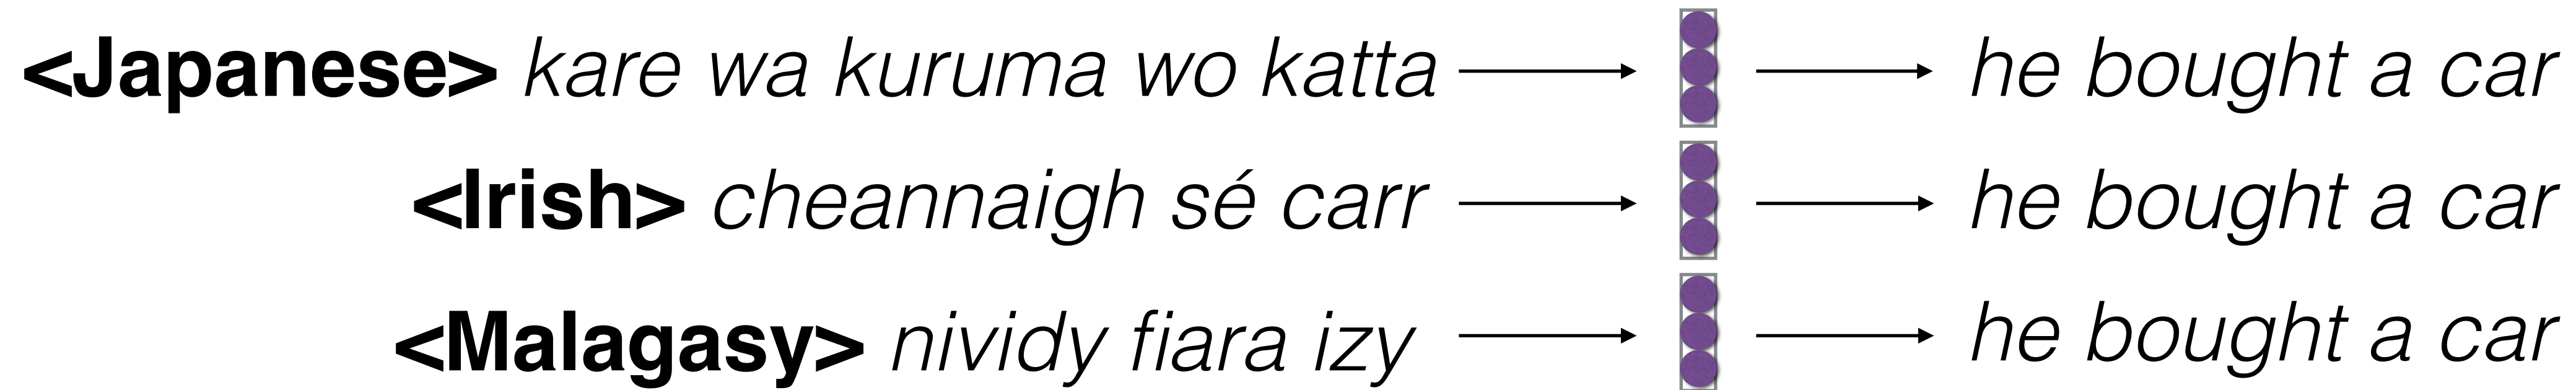 <Japanese> kare wa kuruma wo katta he bought a car
<Irish> cheannaigh sé carr he bought a car
<Malagasy> nividy fiara izy he bought a car